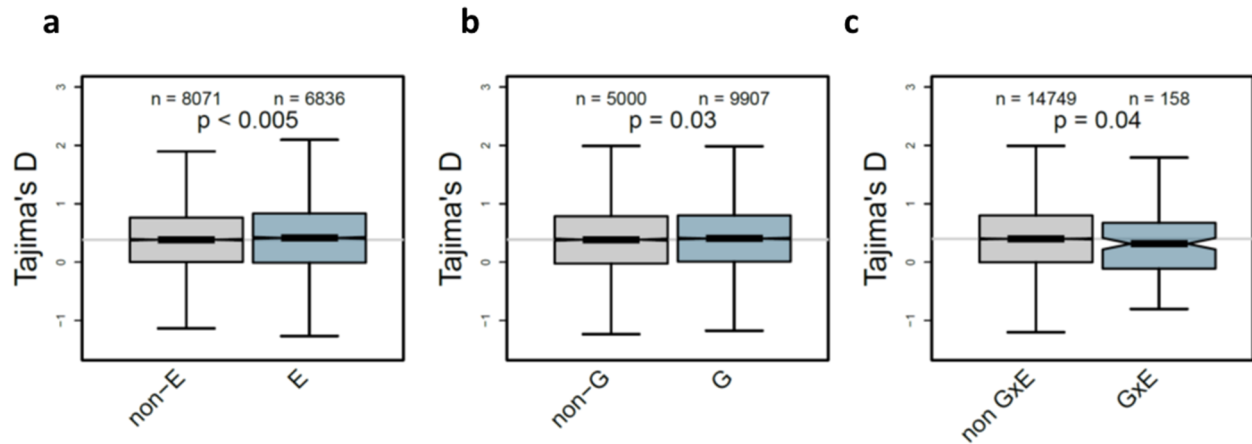 a
b
c
Tajima's D
3
2
1
0
−1
n = 8071
n = 6836
p < 0.005
non−E
E
Tajima's D
3
2
1
0
−1
n = 5000
n = 9907
p = 0.03
non−G
G
Tajima's D
3
2
1
0
−1
n = 14749
n = 158
p = 0.04
non GxE
GxE